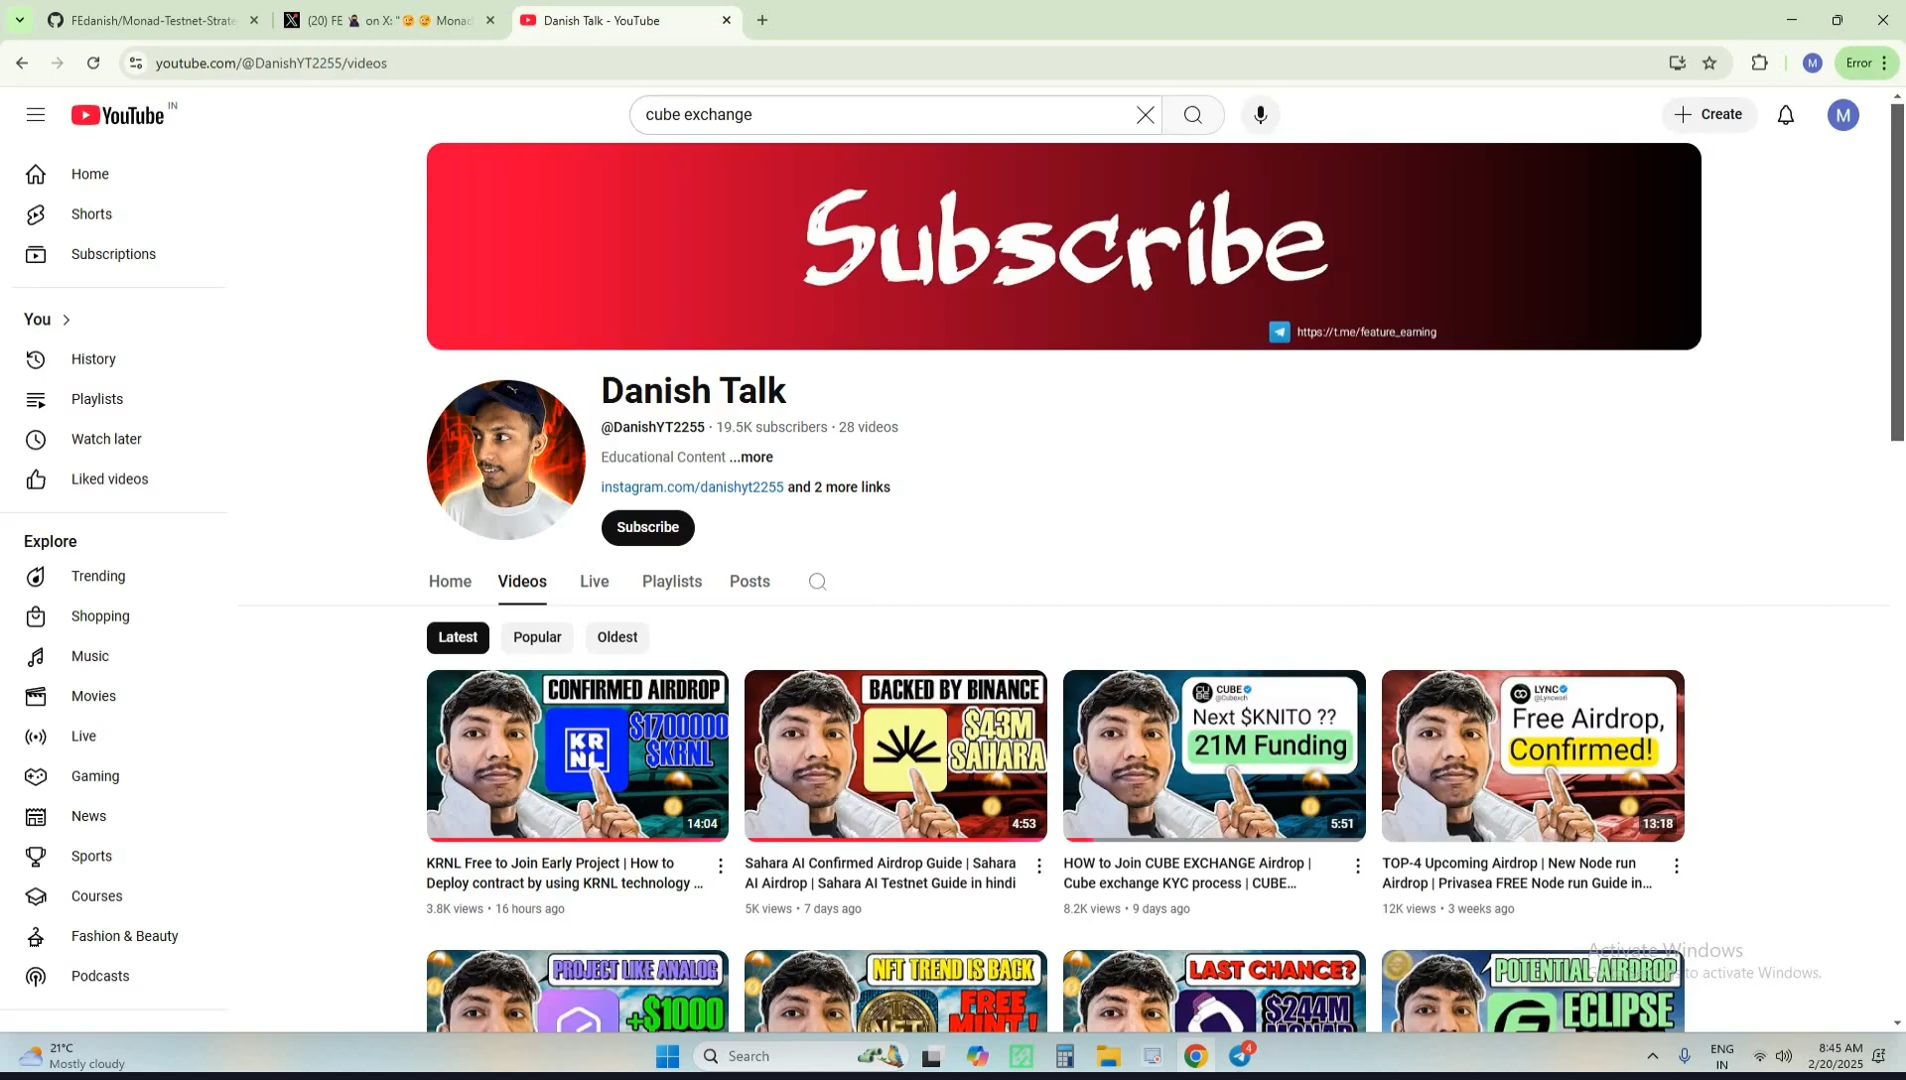 FEdanish/Monad-Testnet-Strate
(20) FE on X: " Monad
Danish Talk - YouTube
youtube.com/@DanishYT2255/videos
M
Error
YouTube IN
cube exchange
Create
M
Home
Shorts
Subscriptions
You
History
Playlists
Watch later
Liked videos
Explore
Trending
Shopping
Music
Movies
Live
Gaming
News
Sports
Courses
Fashion & Beauty
Podcasts
Subscribe
https://t.me/feature_earning
Danish Talk
@DanishYT2255 · 19.5K subscribers · 28 videos
Educational Content ...more
instagram.com/danishyt2255 and 2 more links
Subscribe
Home Videos Live Playlists Posts
Latest Popular Oldest
CONFIRMED AIRDROP
$1700000
$KRNL
KR
NL
14:04
KRNL Free to Join Early Project | How to
Deploy contract by using KRNL technology ...
3.8K views • 16 hours ago
BACKED BY BINANCE
$43M
SAHARA
4:53
Sahara AI Confirmed Airdrop Guide | Sahara
AI Airdrop | Sahara AI Testnet Guide in hindi
5K views • 7 days ago
CUBE
@Cubexch
Next $KNITO ??
21M Funding
5:51
HOW to Join CUBE EXCHANGE Airdrop |
Cube exchange KYC process | CUBE...
8.2K views • 9 days ago
LYNC
@Lyncworl
Free Airdrop,
Confirmed!
13:18
TOP-4 Upcoming Airdrop | New Node run
Airdrop | Privasea FREE Node run Guide in...
12K views • 3 weeks ago
PROJECT LIKE ANALOG
+$1000
NFT TREND IS BACK
FREE
MINT !
NFT
LAST CHANCE?
$244M
MONAD
POTENTIAL AIRDROP
ECLIPSE
Activate Windows
to activate Windows.
21°C
Mostly cloudy
Search
4
ENG
IN
8:45 AM
2/20/2025